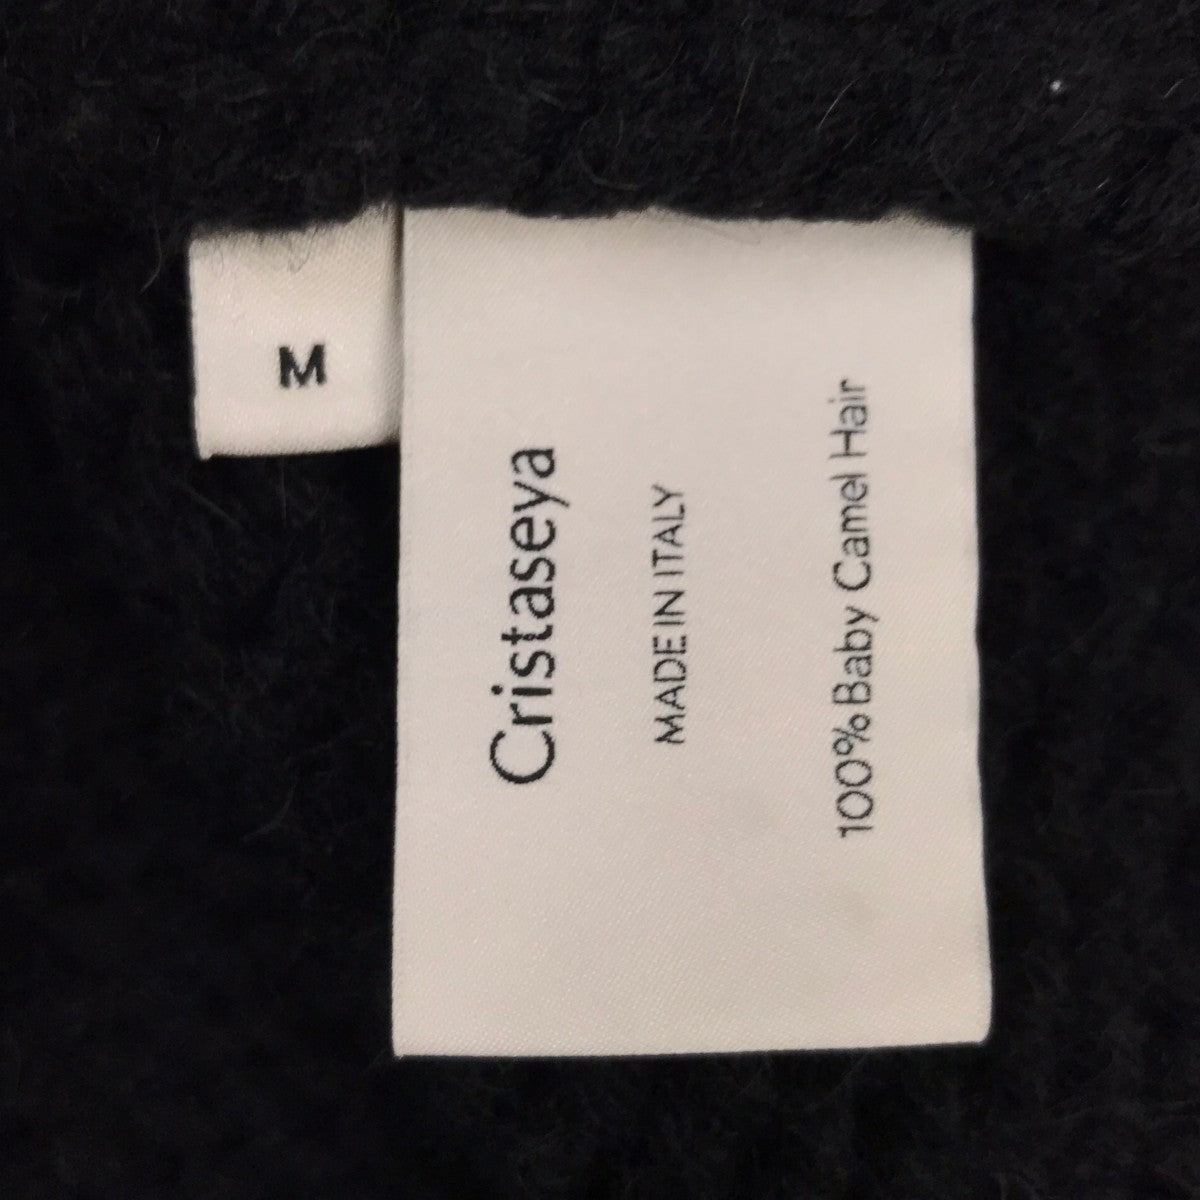 M
Cristaseya
MADE IN ITALY
100% Baby Camel Hair